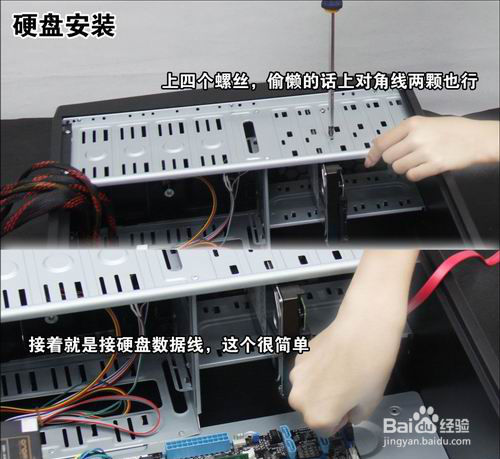 硬盘安装
上四个螺丝，偷懒的话上对角线两颗也行
接着就是接硬盘数据线，这个很简单
Bai du 经验
jingyan.baidu.com